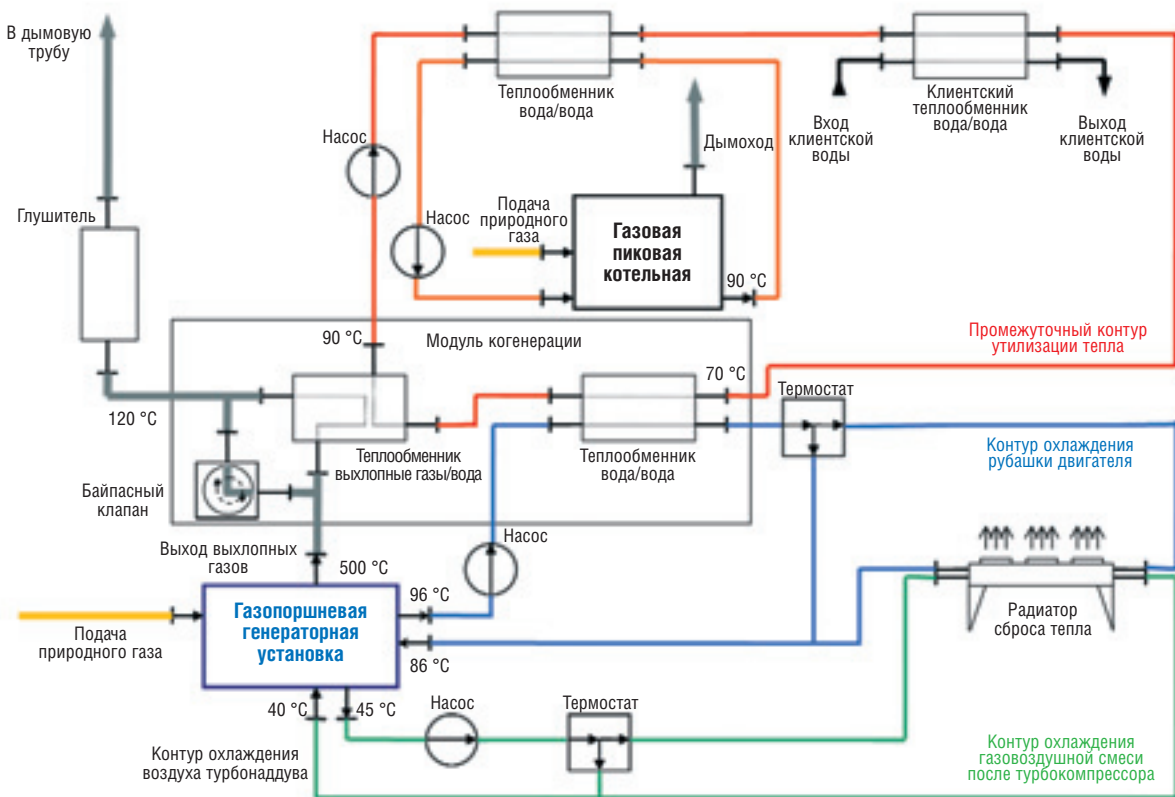 В дымовую
трубу
Теплообменник
вода/вода
Клиентский
теплообменник
вода/вода
Вход
клиентской
воды
Выход
клиентской
воды
Насос
Дымоход
Глушитель
Насос
Подача
природного
газа
Газовая
пиковая
котельная
90 °C
Модуль когенерации
90 °C
Промежуточный контур
утилизации тепла
70 °C
Термостат
120 °C
Теплообменник
выхлопные газы/вода
Теплообменник
вода/вода
Контур охлаждения
рубашки двигателя
Байпасный
клапан
Выход выхлопных
газов
500 °C
Насос
96 °C
Газопоршневая
генераторная
установка
Подача
природного газа
86 °C
Радиатор
сброса тепла
40 °C
45 °C
Насос
Термостат
Контур охлаждения
воздуха турбонаддува
Контур охлаждения
газовоздушной смеси
после турбокомпрессора